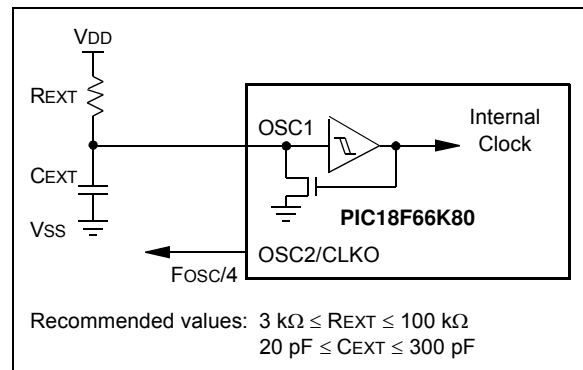 VDD
REXT
OSC1
Internal
Clock
CEXT
PIC18F66K80
VSS
OSC2/CLKO
FOSC/4
Recommended values: 3 kΩ ≤ REXT ≤ 100 kΩ
20 pF ≤ CEXT ≤ 300 pF